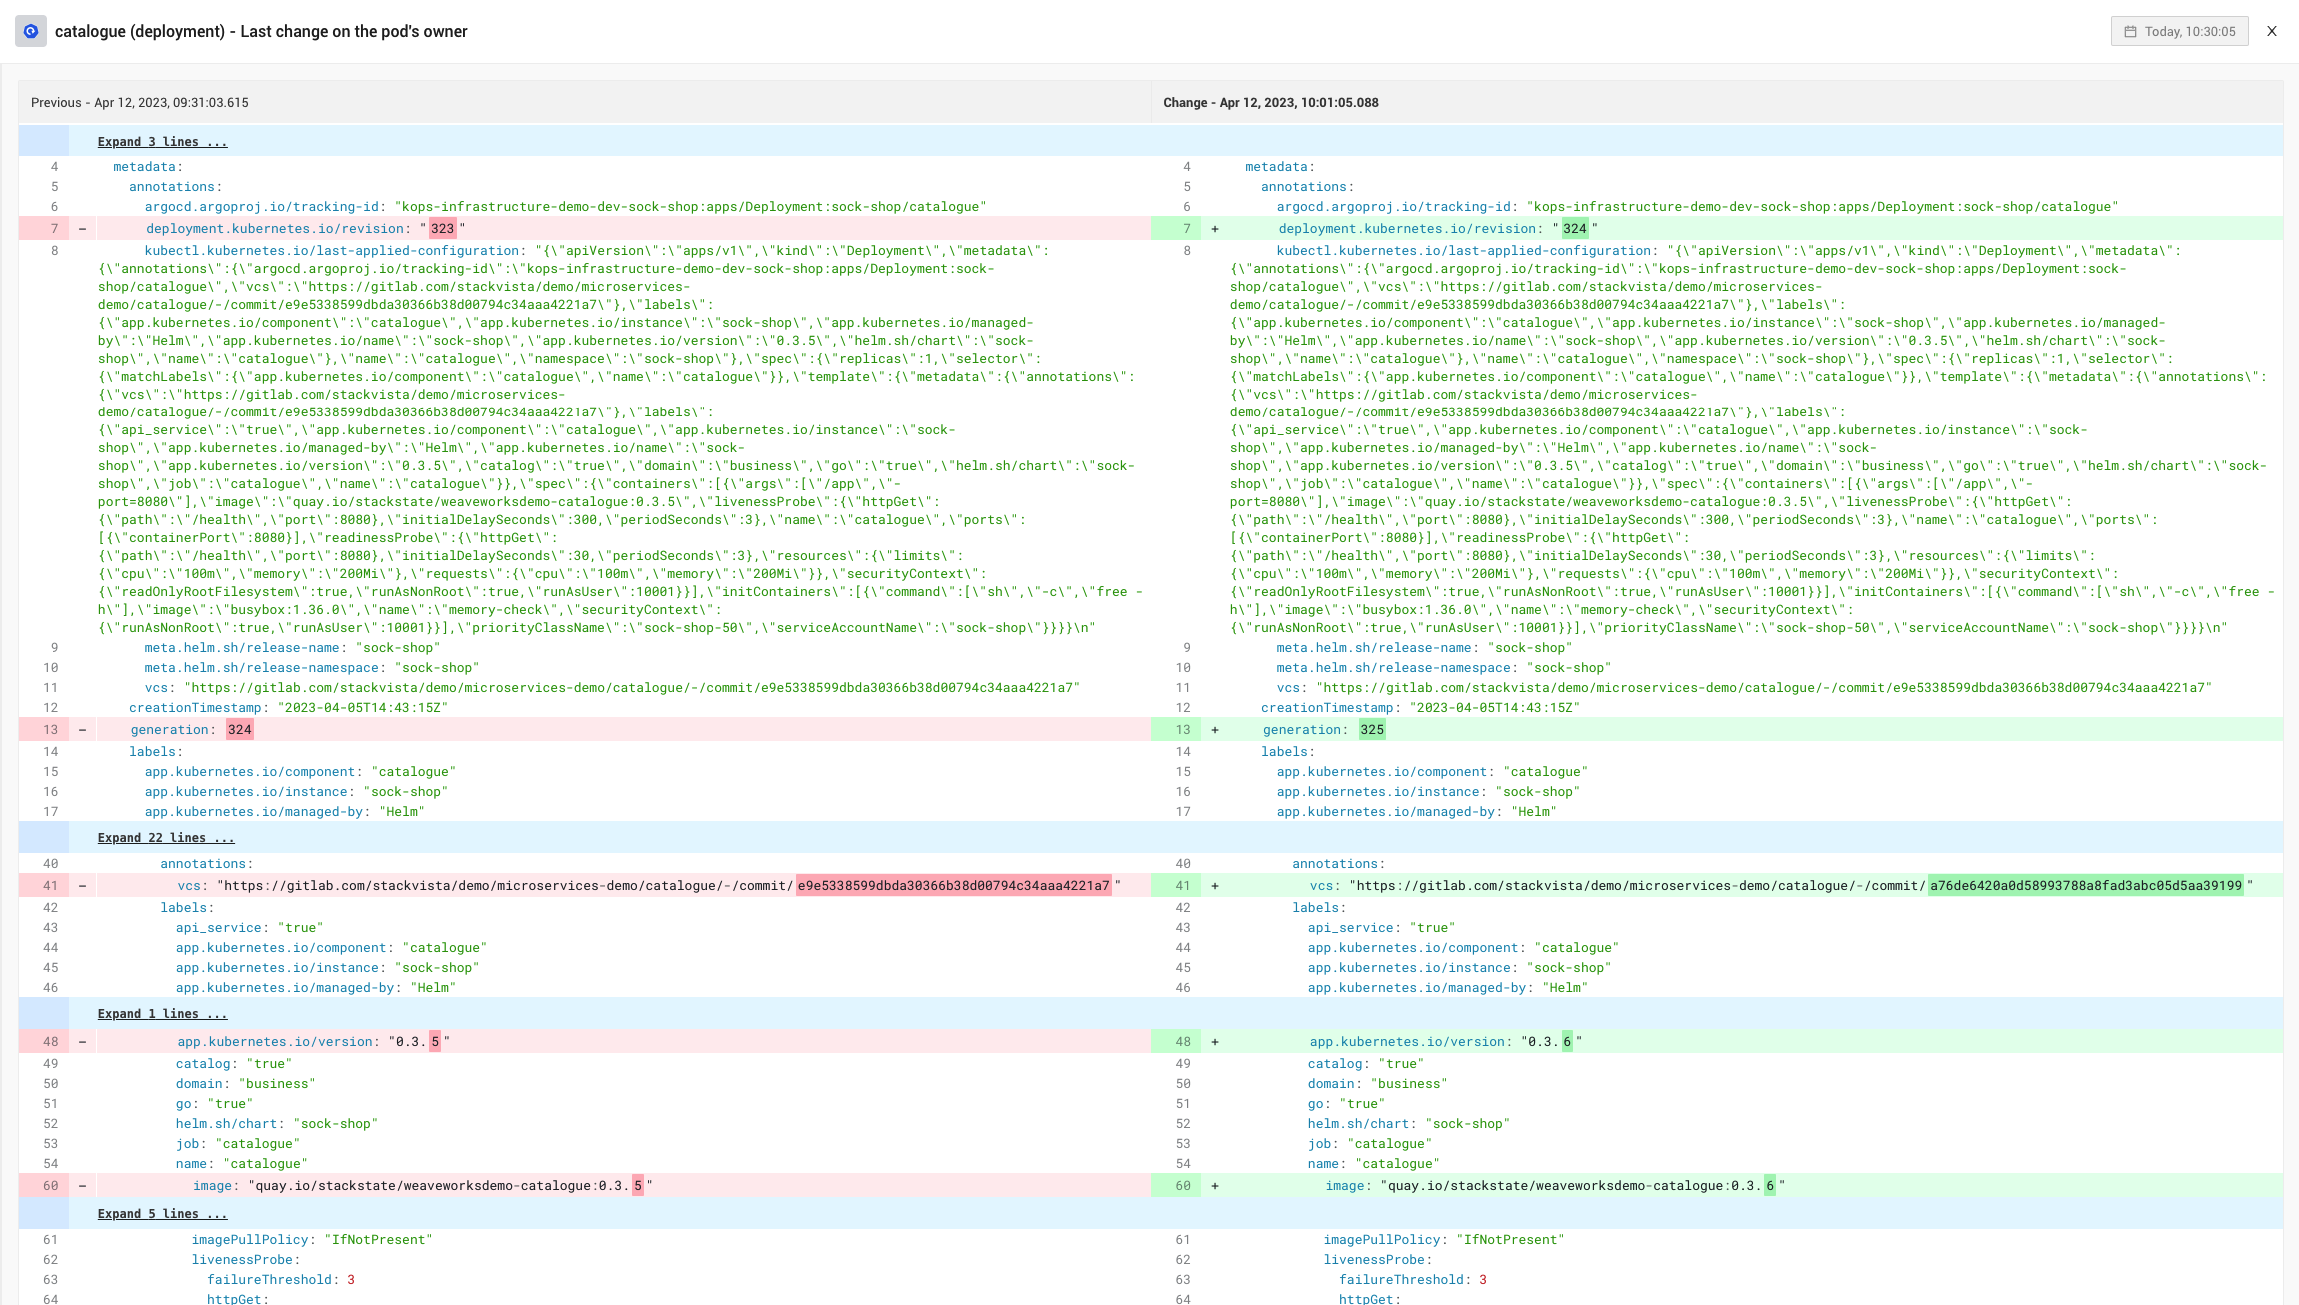 catalogue (deployment) - Last change on the pod's owner
Today, 10:30:05
X
Previous - Apr 12, 2023, 09:31:03.615
Expand 3 lines ...
4 metadata:
5 annotations:
6 argocd.argoproj.io/tracking-id: "kops-infrastructure-demo-dev-sock-shop:apps/Deployment:sock-shop/catalogue"
7 − deployment.kubernetes.io/revision: "323"
8 kubectl.kubernetes.io/last-applied-configuration: "{\"apiVersion\":\"apps/v1\",\"kind\":\"Deployment\",\"metadata\":
{\"annotations\":{\"argocd.argoproj.io/tracking-id\":\"kops-infrastructure-demo-dev-sock-shop:apps/Deployment:sock-
shop/catalogue\",\"vcs\":\"https://gitlab.com/stackvista/demo/microservices-
demo/catalogue/-/commit/e9e5338599dbda30366b38d00794c34aaa4221a7\"},\"labels\":
{\"app.kubernetes.io/component\":\"catalogue\",\"app.kubernetes.io/instance\":\"sock-shop\",\"app.kubernetes.io/managed-
by\":\"Helm\",\"app.kubernetes.io/name\":\"sock-shop\",\"app.kubernetes.io/version\":\"0.3.5\",\"helm.sh/chart\":\"sock-
shop\",\"name\":\"catalogue\"},\"name\":\"catalogue\",\"namespace\":\"sock-shop\"},\"spec\":{\"replicas\":1,\"selector\":
{\"matchLabels\":{\"app.kubernetes.io/component\":\"catalogue\",\"name\":\"catalogue\"}},\"template\":{\"metadata\":{\"annotations\":
{\"vcs\":\"https://gitlab.com/stackvista/demo/microservices-
demo/catalogue/-/commit/e9e5338599dbda30366b38d00794c34aaa4221a7\"},\"labels\":
{\"api_service\":\"true\",\"app.kubernetes.io/component\":\"catalogue\",\"app.kubernetes.io/instance\":\"sock-
shop\",\"app.kubernetes.io/managed-by\":\"Helm\",\"app.kubernetes.io/name\":\"sock-
shop\",\"app.kubernetes.io/version\":\"0.3.5\",\"catalog\":\"true\",\"domain\":\"business\",\"go\":\"true\",\"helm.sh/chart\":\"sock-
shop\",\"job\":\"catalogue\",\"name\":\"catalogue\"}},\"spec\":{\"containers\":[{\"args\":[\"/app\",\"-
port=8080\"],\"image\":\"quay.io/stackstate/weaveworksdemo-catalogue:0.3.5\",\"livenessProbe\":{\"httpGet\":
{\"path\":\"/health\",\"port\":8080},\"initialDelaySeconds\":300,\"periodSeconds\":3},\"name\":\"catalogue\",\"ports\":
[{\"containerPort\":8080}],\"readinessProbe\":{\"httpGet\":
{\"path\":\"/health\",\"port\":8080},\"initialDelaySeconds\":30,\"periodSeconds\":3},\"resources\":{\"limits\":
{\"cpu\":\"100m\",\"memory\":\"200Mi\"},\"requests\":{\"cpu\":\"100m\",\"memory\":\"200Mi\"}},\"securityContext\":
{\"readOnlyRootFilesystem\":true,\"runAsNonRoot\":true,\"runAsUser\":10001}}],\"initContainers\":[{\"command\":[\"sh\",\"-c\",\"free -
h\"],\"image\":\"busybox:1.36.0\",\"name\":\"memory-check\",\"securityContext\":
{\"runAsNonRoot\":true,\"runAsUser\":10001}}],\"priorityClassName\":\"sock-shop-50\",\"serviceAccountName\":\"sock-shop\"}}}}\n"
9 meta.helm.sh/release-name: "sock-shop"
10 meta.helm.sh/release-namespace: "sock-shop"
11 vcs: "https://gitlab.com/stackvista/demo/microservices-demo/catalogue/-/commit/e9e5338599dbda30366b38d00794c34aaa4221a7"
12 creationTimestamp: "2023-04-05T14:43:15Z"
13 − generation: 324
14 labels:
15 app.kubernetes.io/component: "catalogue"
16 app.kubernetes.io/instance: "sock-shop"
17 app.kubernetes.io/managed-by: "Helm"
Expand 22 lines ...
40 annotations:
41 − vcs: "https://gitlab.com/stackvista/demo/microservices-demo/catalogue/-/commit/e9e5338599dbda30366b38d00794c34aaa4221a7"
42 labels:
43 api_service: "true"
44 app.kubernetes.io/component: "catalogue"
45 app.kubernetes.io/instance: "sock-shop"
46 app.kubernetes.io/managed-by: "Helm"
Expand 1 lines ...
48 − app.kubernetes.io/version: "0.3.5"
49 catalog: "true"
50 domain: "business"
51 go: "true"
52 helm.sh/chart: "sock-shop"
53 job: "catalogue"
54 name: "catalogue"
60 − image: "quay.io/stackstate/weaveworksdemo-catalogue:0.3.5"
Expand 5 lines ...
61 imagePullPolicy: "IfNotPresent"
62 livenessProbe:
63 failureThreshold: 3
64 httpGet:
Change - Apr 12, 2023, 10:01:05.088
4 metadata:
5 annotations:
6 argocd.argoproj.io/tracking-id: "kops-infrastructure-demo-dev-sock-shop:apps/Deployment:sock-shop/catalogue"
7 + deployment.kubernetes.io/revision: "324"
8 kubectl.kubernetes.io/last-applied-configuration: "{\"apiVersion\":\"apps/v1\",\"kind\":\"Deployment\",\"metadata\":
{\"annotations\":{\"argocd.argoproj.io/tracking-id\":\"kops-infrastructure-demo-dev-sock-shop:apps/Deployment:sock-
shop/catalogue\",\"vcs\":\"https://gitlab.com/stackvista/demo/microservices-
demo/catalogue/-/commit/e9e5338599dbda30366b38d00794c34aaa4221a7\"},\"labels\":
{\"app.kubernetes.io/component\":\"catalogue\",\"app.kubernetes.io/instance\":\"sock-shop\",\"app.kubernetes.io/managed-
by\":\"Helm\",\"app.kubernetes.io/name\":\"sock-shop\",\"app.kubernetes.io/version\":\"0.3.5\",\"helm.sh/chart\":\"sock-
shop\",\"name\":\"catalogue\"},\"name\":\"catalogue\",\"namespace\":\"sock-shop\"},\"spec\":{\"replicas\":1,\"selector\":
{\"matchLabels\":{\"app.kubernetes.io/component\":\"catalogue\",\"name\":\"catalogue\"}},\"template\":{\"metadata\":{\"annotations\":
{\"vcs\":\"https://gitlab.com/stackvista/demo/microservices-
demo/catalogue/-/commit/e9e5338599dbda30366b38d00794c34aaa4221a7\"},\"labels\":
{\"api_service\":\"true\",\"app.kubernetes.io/component\":\"catalogue\",\"app.kubernetes.io/instance\":\"sock-
shop\",\"app.kubernetes.io/managed-by\":\"Helm\",\"app.kubernetes.io/name\":\"sock-
shop\",\"app.kubernetes.io/version\":\"0.3.5\",\"catalog\":\"true\",\"domain\":\"business\",\"go\":\"true\",\"helm.sh/chart\":\"sock-
shop\",\"job\":\"catalogue\",\"name\":\"catalogue\"}},\"spec\":{\"containers\":[{\"args\":[\"/app\",\"-
port=8080\"],\"image\":\"quay.io/stackstate/weaveworksdemo-catalogue:0.3.5\",\"livenessProbe\":{\"httpGet\":
{\"path\":\"/health\",\"port\":8080},\"initialDelaySeconds\":300,\"periodSeconds\":3},\"name\":\"catalogue\",\"ports\":
[{\"containerPort\":8080}],\"readinessProbe\":{\"httpGet\":
{\"path\":\"/health\",\"port\":8080},\"initialDelaySeconds\":30,\"periodSeconds\":3},\"resources\":{\"limits\":
{\"cpu\":\"100m\",\"memory\":\"200Mi\"},\"requests\":{\"cpu\":\"100m\",\"memory\":\"200Mi\"}},\"securityContext\":
{\"readOnlyRootFilesystem\":true,\"runAsNonRoot\":true,\"runAsUser\":10001}}],\"initContainers\":[{\"command\":[\"sh\",\"-c\",\"free -
h\"],\"image\":\"busybox:1.36.0\",\"name\":\"memory-check\",\"securityContext\":
{\"runAsNonRoot\":true,\"runAsUser\":10001}}],\"priorityClassName\":\"sock-shop-50\",\"serviceAccountName\":\"sock-shop\"}}}}\n"
9 meta.helm.sh/release-name: "sock-shop"
10 meta.helm.sh/release-namespace: "sock-shop"
11 vcs: "https://gitlab.com/stackvista/demo/microservices-demo/catalogue/-/commit/e9e5338599dbda30366b38d00794c34aaa4221a7"
12 creationTimestamp: "2023-04-05T14:43:15Z"
13 + generation: 325
14 labels:
15 app.kubernetes.io/component: "catalogue"
16 app.kubernetes.io/instance: "sock-shop"
17 app.kubernetes.io/managed-by: "Helm"
40 annotations:
41 + vcs: "https://gitlab.com/stackvista/demo/microservices-demo/catalogue/-/commit/a76de6420a0d58993788a8fad3abc05d5aa39199"
42 labels:
43 api_service: "true"
44 app.kubernetes.io/component: "catalogue"
45 app.kubernetes.io/instance: "sock-shop"
46 app.kubernetes.io/managed-by: "Helm"
48 + app.kubernetes.io/version: "0.3.6"
49 catalog: "true"
50 domain: "business"
51 go: "true"
52 helm.sh/chart: "sock-shop"
53 job: "catalogue"
54 name: "catalogue"
60 + image: "quay.io/stackstate/weaveworksdemo-catalogue:0.3.6"
61 imagePullPolicy: "IfNotPresent"
62 livenessProbe:
63 failureThreshold: 3
64 httpGet: